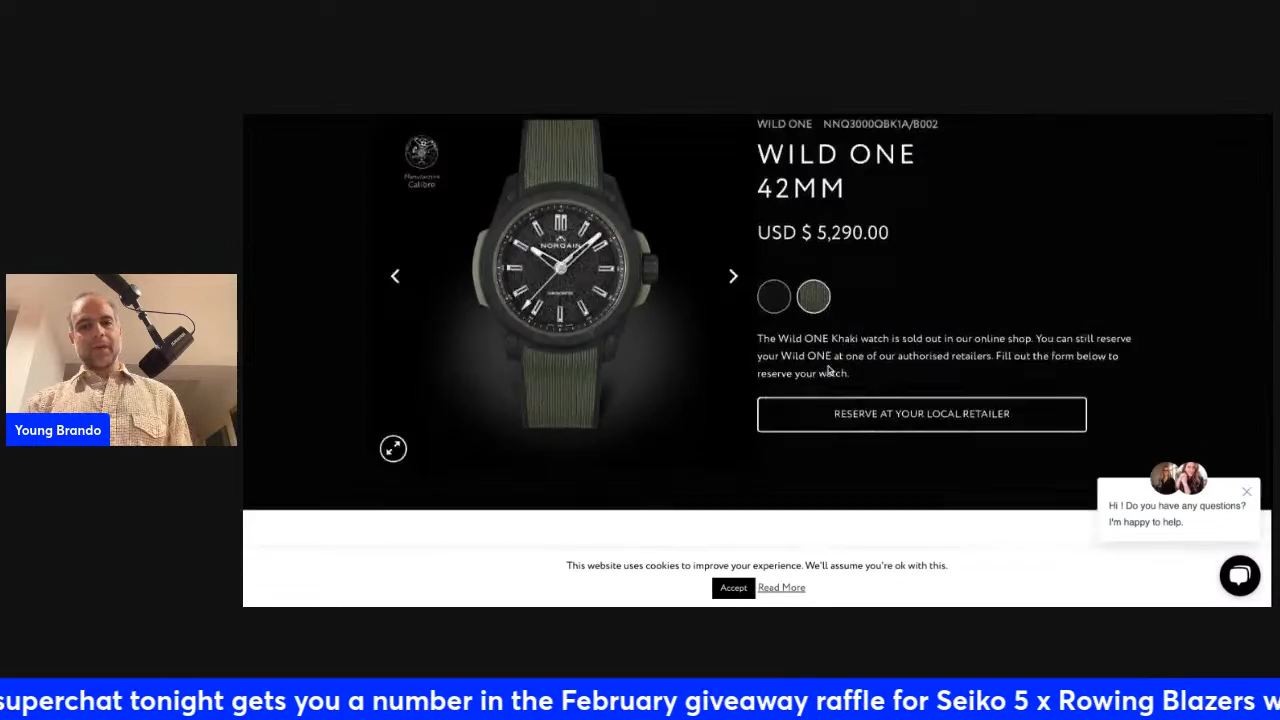 WILD ONE NNQ3000QBK1A/B002
WILD ONE
42MM
USD $ 5,290.00
Manufacture
Calibre
NORQAIN
The Wild ONE Khaki watch is sold out in our online shop. You can still reserve
your Wild ONE at one of our authorised retailers. Fill out the form below to
reserve your watch.
RESERVE AT YOUR LOCAL RETAILER
Young Brando
Hi ! Do you have any questions?
I'm happy to help.
This website uses cookies to improve your experience. We'll assume you're ok with this.
Accept Read More
superchat tonight gets you a number in the February giveaway raffle for Seiko 5 x Rowing Blazers w